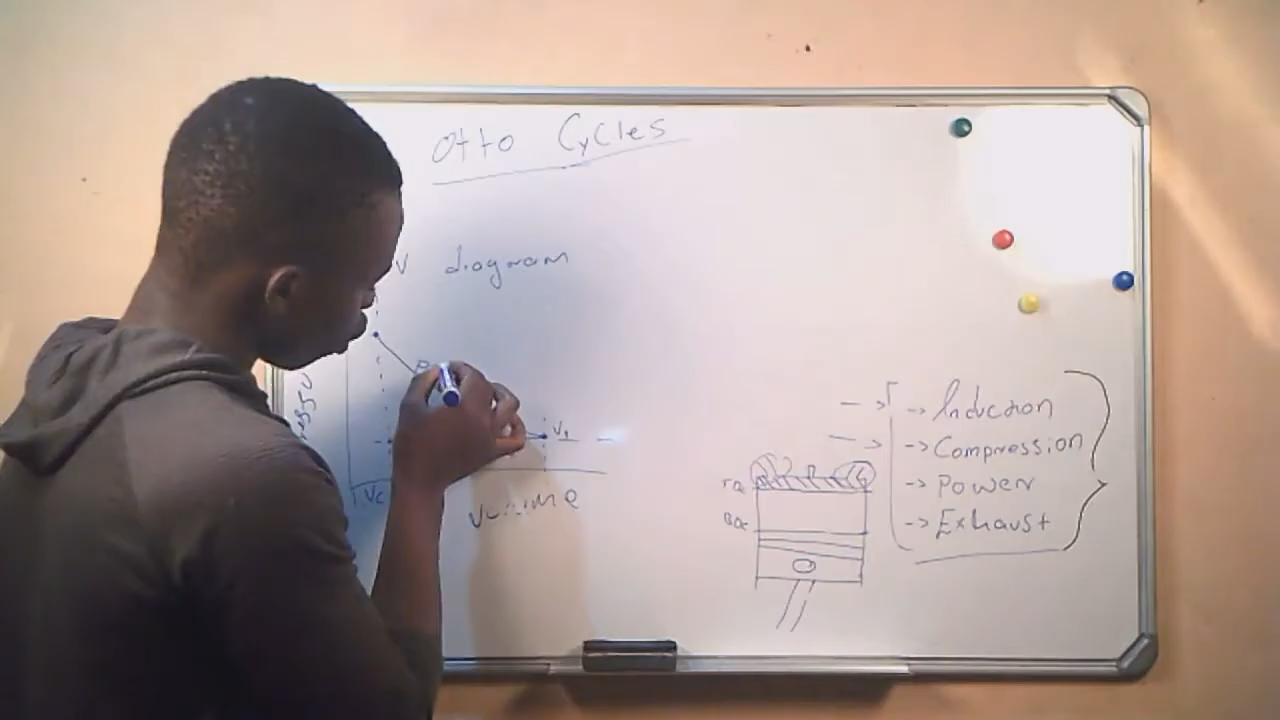 Otto Cycles
V diagram
V1
Vc
Volume
-> Induction
-> Compression
-> Power
-> Exhaust